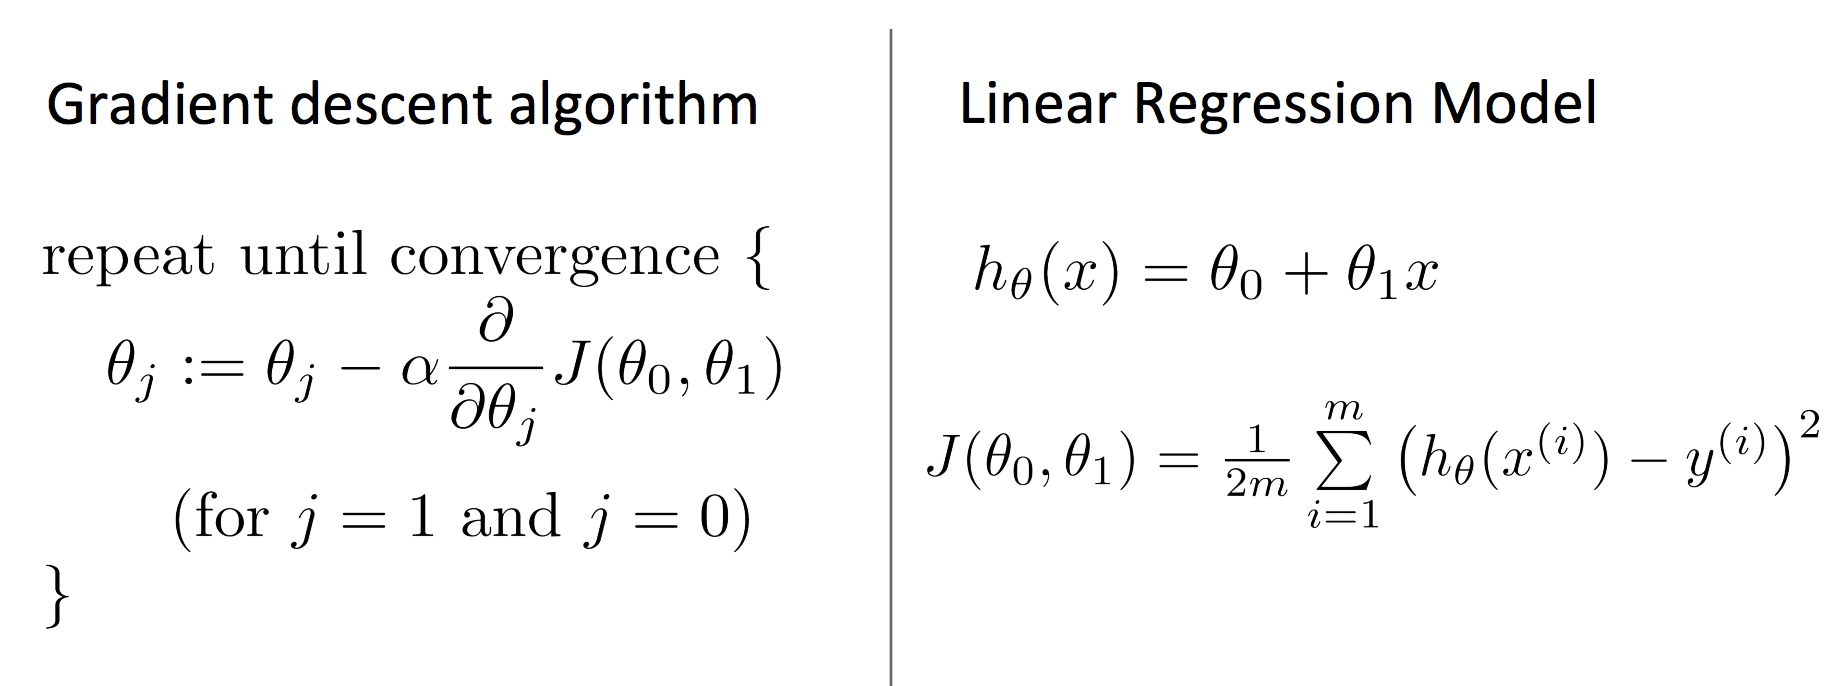 Gradient descent algorithm
repeat until convergence {
θ_j := θ_j − α ∂/∂θ_j J(θ_0, θ_1)
(for j = 1 and j = 0)
}
Linear Regression Model
h_θ(x) = θ_0 + θ_1x
J(θ_0, θ_1) = 1/2m ∑_{i=1}^{m} (h_θ(x^{(i)}) − y^{(i)})^2